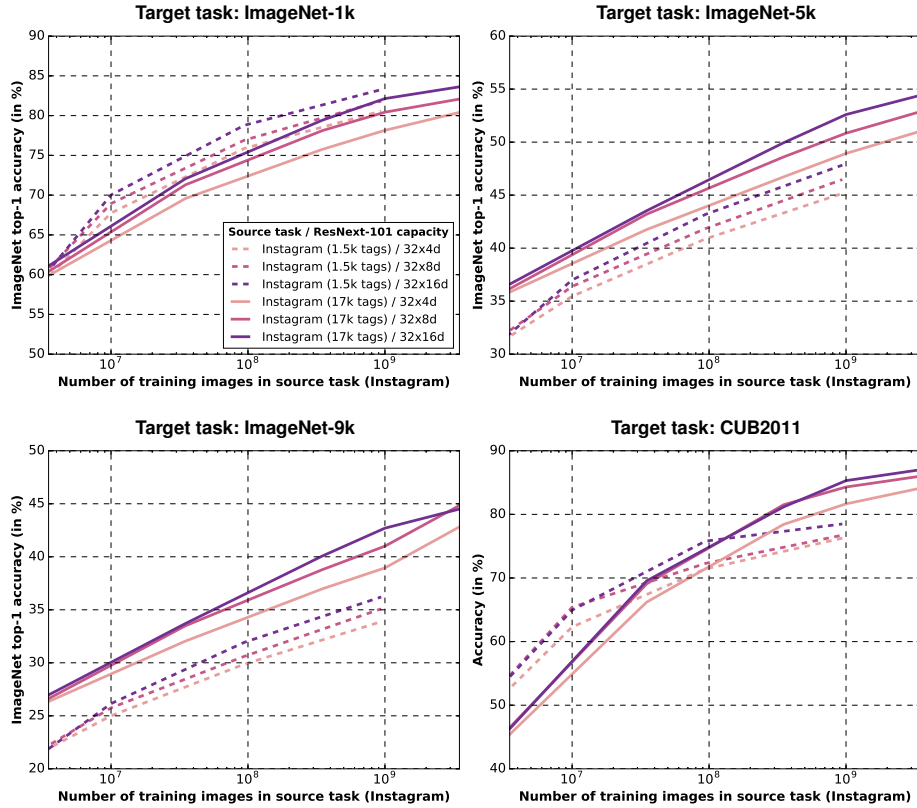 Target task: ImageNet-1k
90
85
80
75
70
65
60
55
50
ImageNet top-1 accuracy (in %)
Source task / ResNext-101 capacity
Instagram (1.5k tags) / 32x4d
Instagram (1.5k tags) / 32x8d
Instagram (1.5k tags) / 32x16d
Instagram (17k tags) / 32x4d
Instagram (17k tags) / 32x8d
Instagram (17k tags) / 32x16d
10^7 10^8 10^9
Number of training images in source task (Instagram)
Target task: ImageNet-5k
60
55
50
45
40
35
30
ImageNet top-1 accuracy (in %)
10^7 10^8 10^9
Number of training images in source task (Instagram)
Target task: ImageNet-9k
50
45
40
35
30
25
20
ImageNet top-1 accuracy (in %)
10^7 10^8 10^9
Number of training images in source task (Instagram)
Target task: CUB2011
90
80
70
60
50
40
Accuracy (in %)
10^7 10^8 10^9
Number of training images in source task (Instagram)